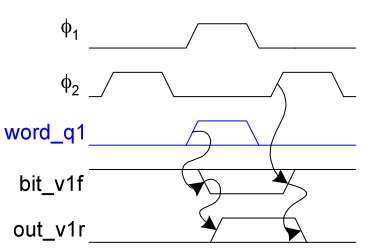 ϕ1
ϕ2
word_q1
bit_v1f
out_v1r